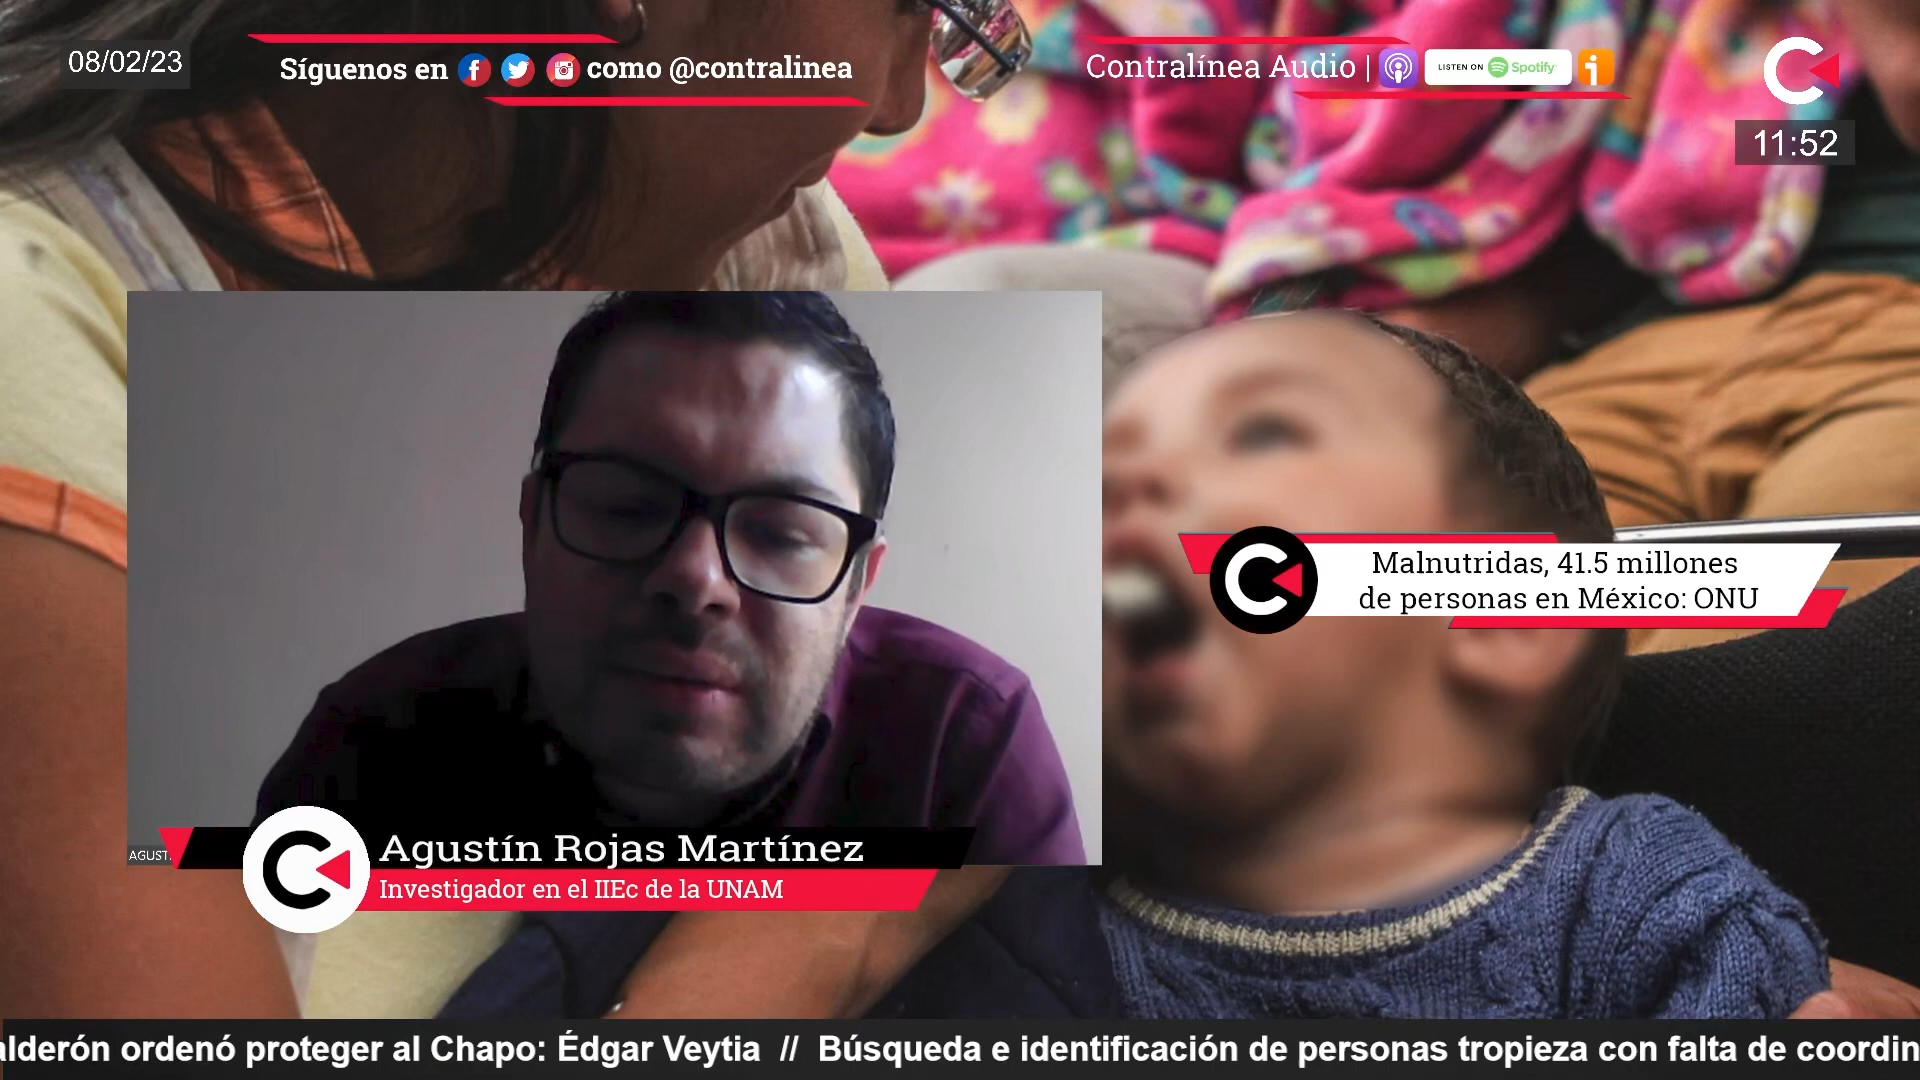 08/02/23
Síguenos en
como @contralinea
Contralínea Audio |
LISTEN ON Spotify
11:52
Malnutridas, 41.5 millones
de personas en México: ONU
AGUST
Agustín Rojas Martínez
Investigador en el IIEc de la UNAM
alderón ordenó proteger al Chapo: Édgar Veytia // Búsqueda e identificación de personas tropieza con falta de coordin